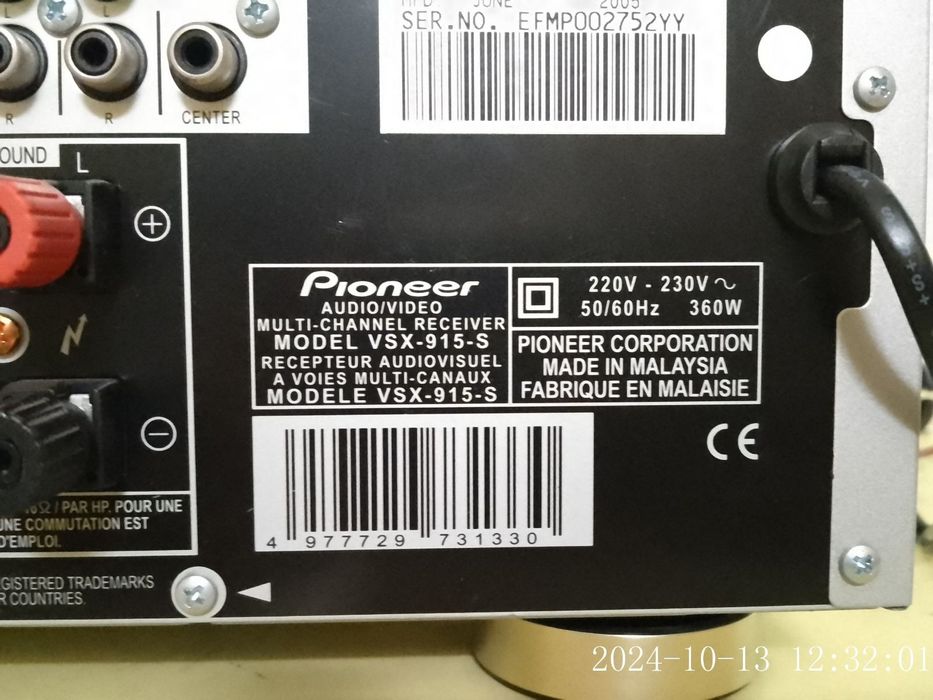 JUNE 2005
SER.NO. EFMP002752YY
R
R
CENTER
OUND
L
+
−
Pioneer
AUDIO/VIDEO
MULTI-CHANNEL RECEIVER
MODEL VSX-915-S
RECEPTEUR AUDIOVISUEL
A VOIES MULTI-CANAUX
MODELE VSX-915-S
220V - 230V ~
50/60Hz 360W
PIONEER CORPORATION
MADE IN MALAYSIA
FABRIQUE EN MALAISIE
CE
4 977729 731330
Ω / PAR HP. POUR UNE
UNE COMMUTATION EST
D'EMPLOI.
GISTERED TRADEMARKS
R COUNTRIES.
2024-10-13 12:32:01